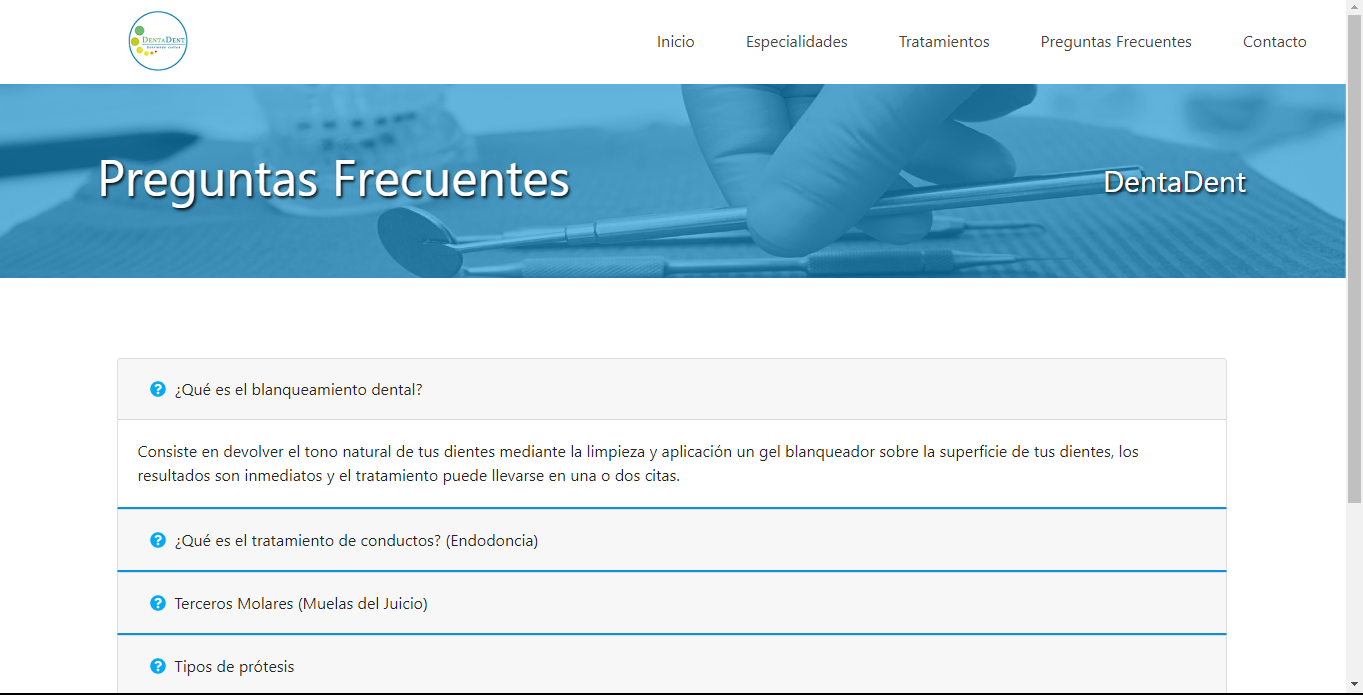 DENTADENT
Inicio
Especialidades
Tratamientos
Preguntas Frecuentes
Contacto
Preguntas Frecuentes
DentaDent
¿Qué es el blanqueamiento dental?
Consiste en devolver el tono natural de tus dientes mediante la limpieza y aplicación un gel blanqueador sobre la superficie de tus dientes, los
resultados son inmediatos y el tratamiento puede llevarse en una o dos citas.
¿Qué es el tratamiento de conductos? (Endodoncia)
Terceros Molares (Muelas del Juicio)
Tipos de prótesis